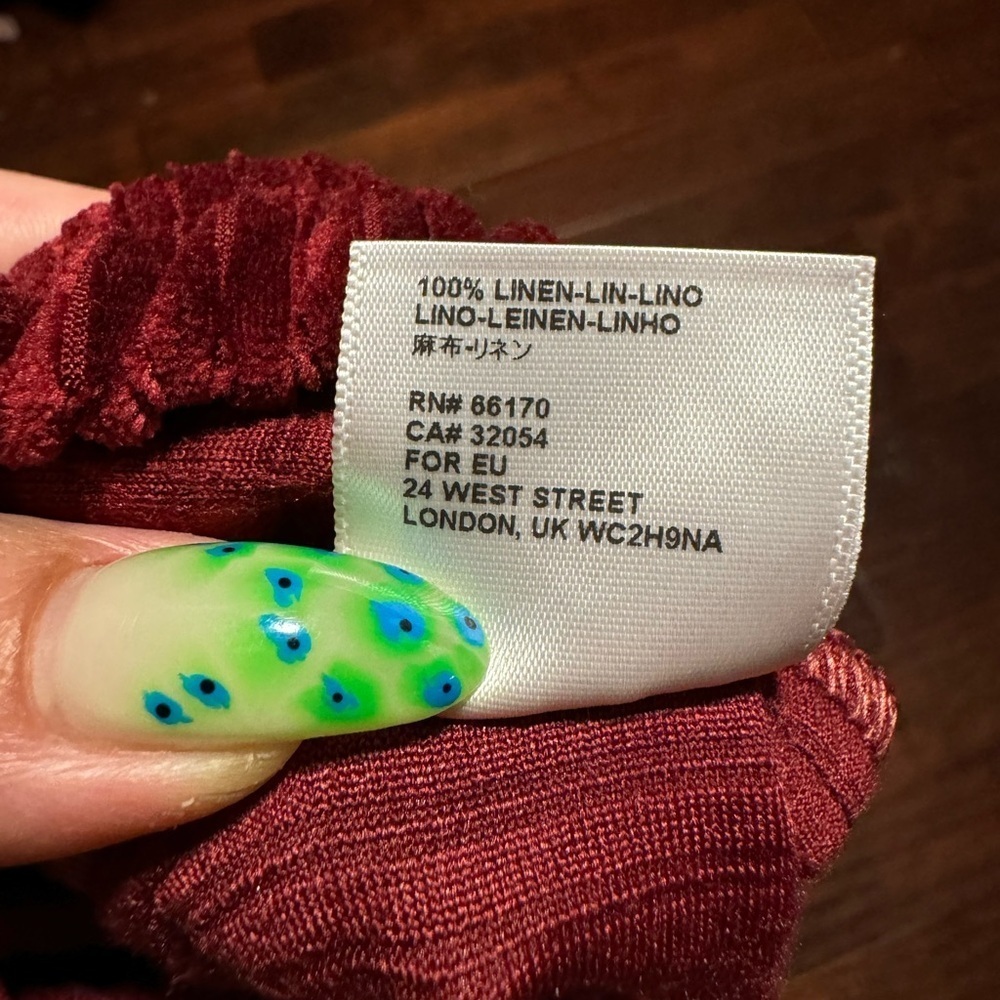 100% LINEN-LIN-LINO
LINO-LEINEN-LINHO
麻布-リネン
RN# 66170
CA# 32054
FOR EU
24 WEST STREET
LONDON, UK WC2H9NA